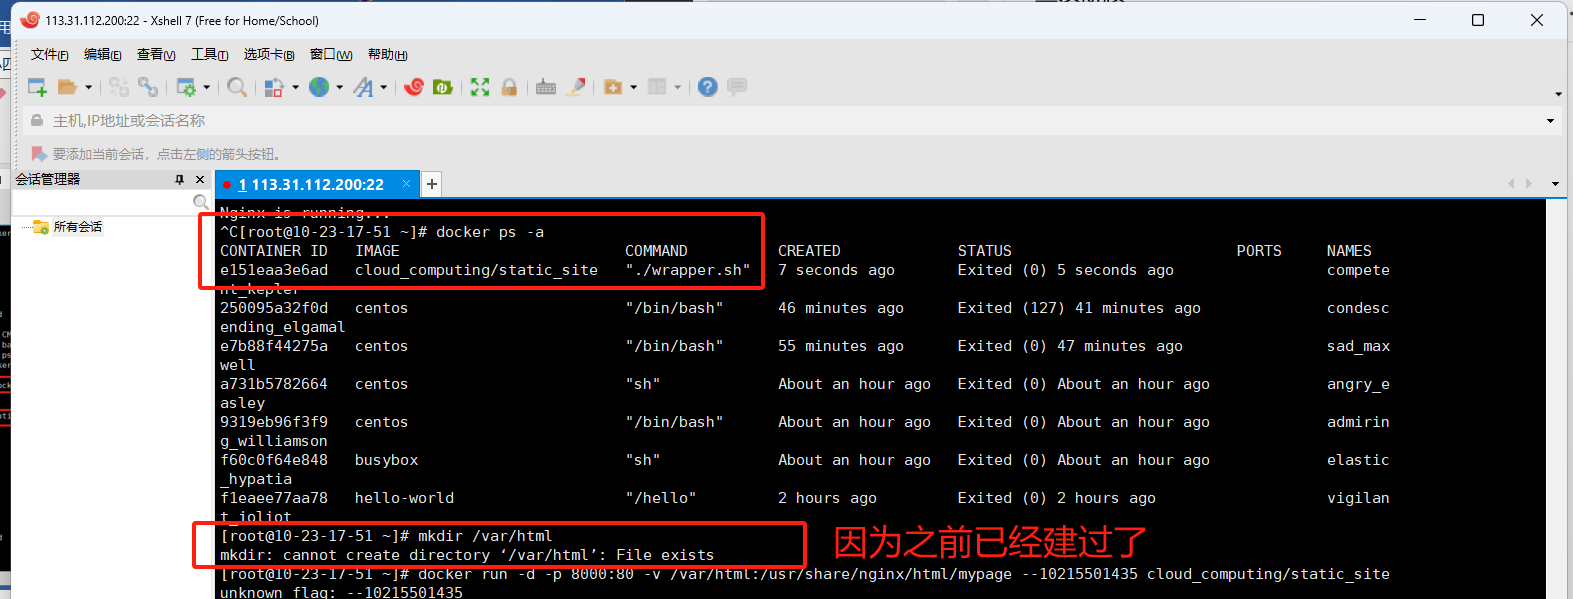 113.31.112.200:22 - Xshell 7 (Free for Home/School)
文件(F) 编辑(E) 查看(V) 工具(T) 选项卡(B) 窗口(W) 帮助(H)
主机,IP地址或会话名称
要添加当前会话，点击左侧的箭头按钮。
会话管理器
1 113.31.112.200:22
所有会话
Nginx is running...
^C[root@10-23-17-51 ~]# docker ps -a
CONTAINER ID IMAGE COMMAND CREATED STATUS PORTS NAMES
e151eaa3e6ad cloud_computing/static_site "./wrapper.sh" 7 seconds ago Exited (0) 5 seconds ago compete
nt_kepler
250095a32f0d centos "/bin/bash" 46 minutes ago Exited (127) 41 minutes ago condesc
ending_elgamal
e7b88f44275a centos "/bin/bash" 55 minutes ago Exited (0) 47 minutes ago sad_max
well
a731b5782664 centos "sh" About an hour ago Exited (0) About an hour ago angry_e
asley
9319eb96f3f9 centos "/bin/bash" About an hour ago Exited (0) About an hour ago admirin
g_williamson
f60c0f64e848 busybox "sh" About an hour ago Exited (0) About an hour ago elastic
_hypatia
f1eaee77aa78 hello-world "/hello" 2 hours ago Exited (0) 2 hours ago vigilan
t_joliot
[root@10-23-17-51 ~]# mkdir /var/html
mkdir: cannot create directory ‘/var/html’: File exists
因为之前已经建过了
[root@10-23-17-51 ~]# docker run -d -p 8000:80 -v /var/html:/usr/share/nginx/html/mypage --10215501435 cloud_computing/static_site
unknown flag: --10215501435